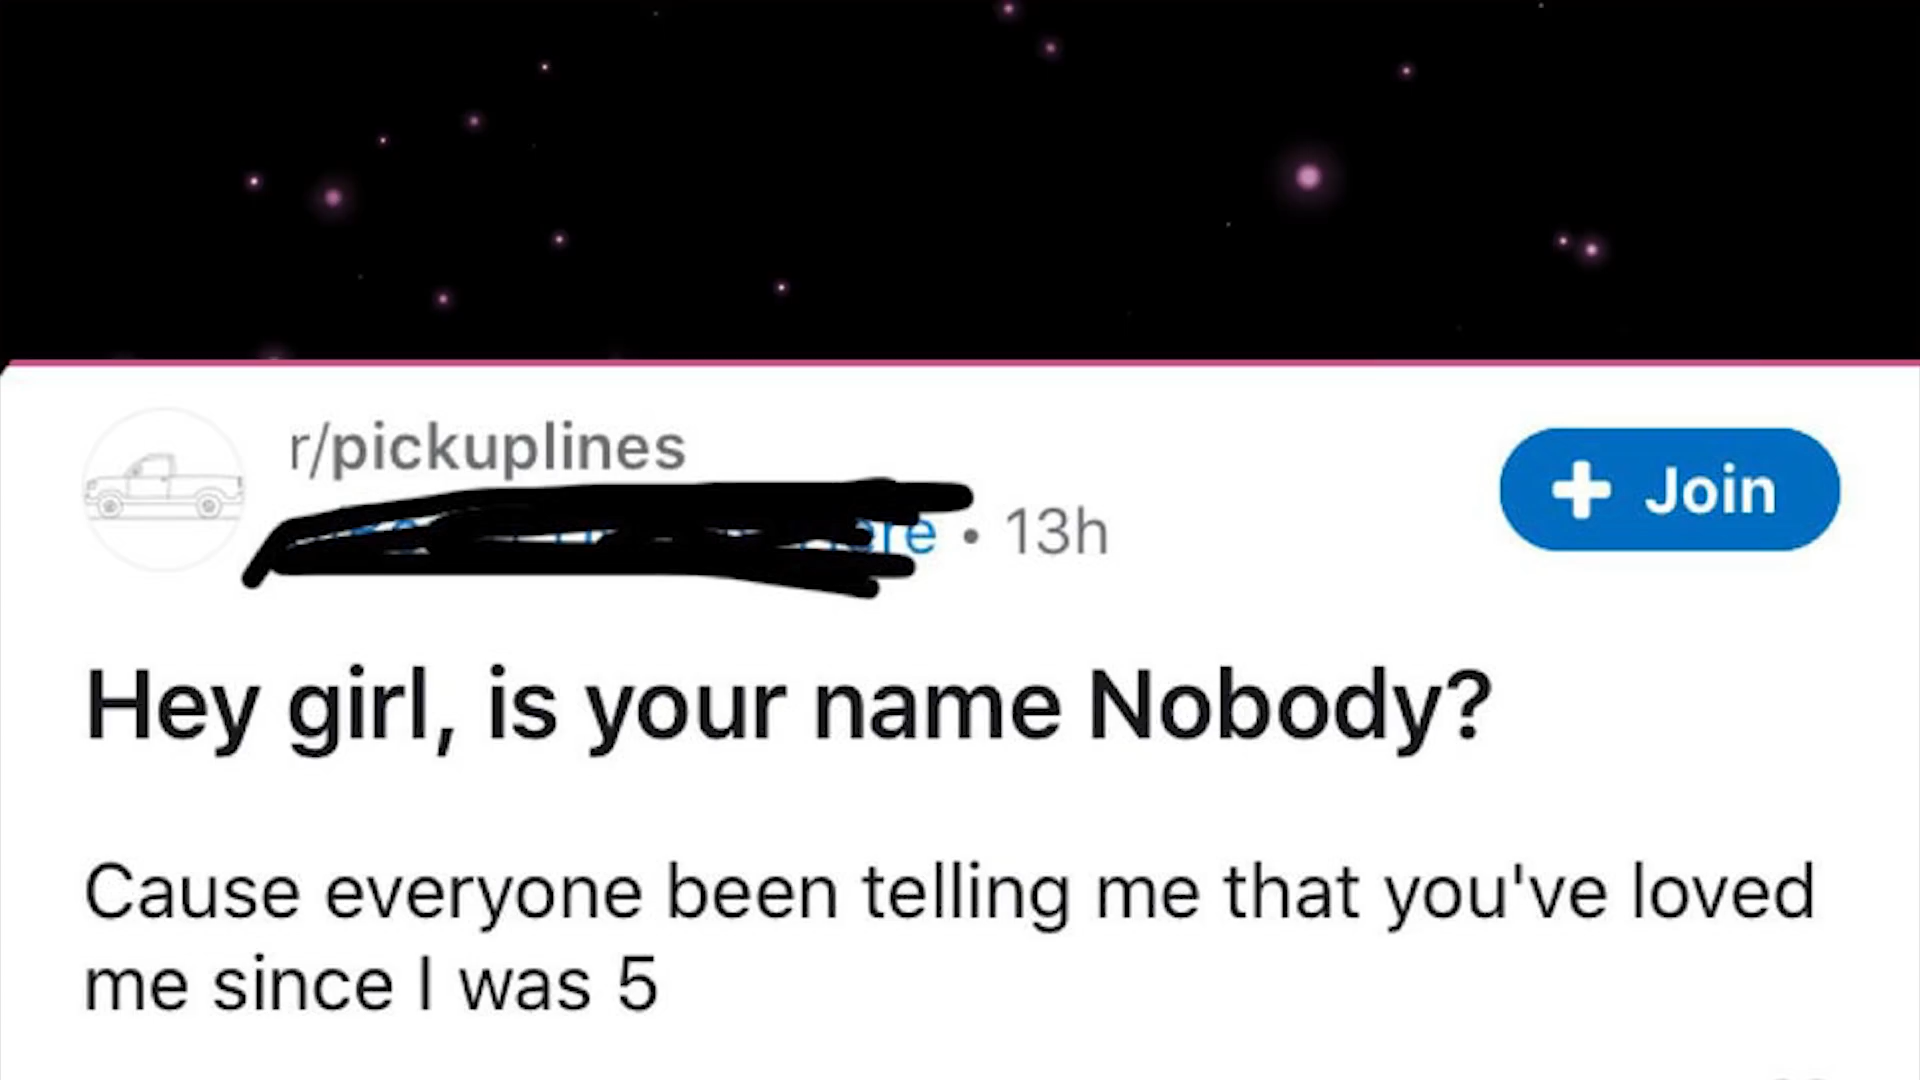 r/pickuplines
• 13h
+ Join
Hey girl, is your name Nobody?
Cause everyone been telling me that you've loved
me since I was 5